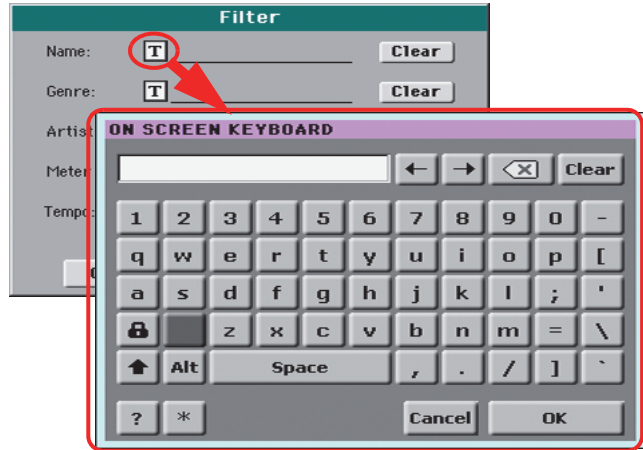 Filter
Name: T Clear
Genre: T Clear
Artist
Meter
Tempo:
ON SCREEN KEYBOARD
← → ⌫ Clear
1 2 3 4 5 6 7 8 9 0 -
q w e r t y u i o p [
a s d f g h j k l ; '
z x c v b n m = \
Alt Space , . / ] `
? * Cancel OK